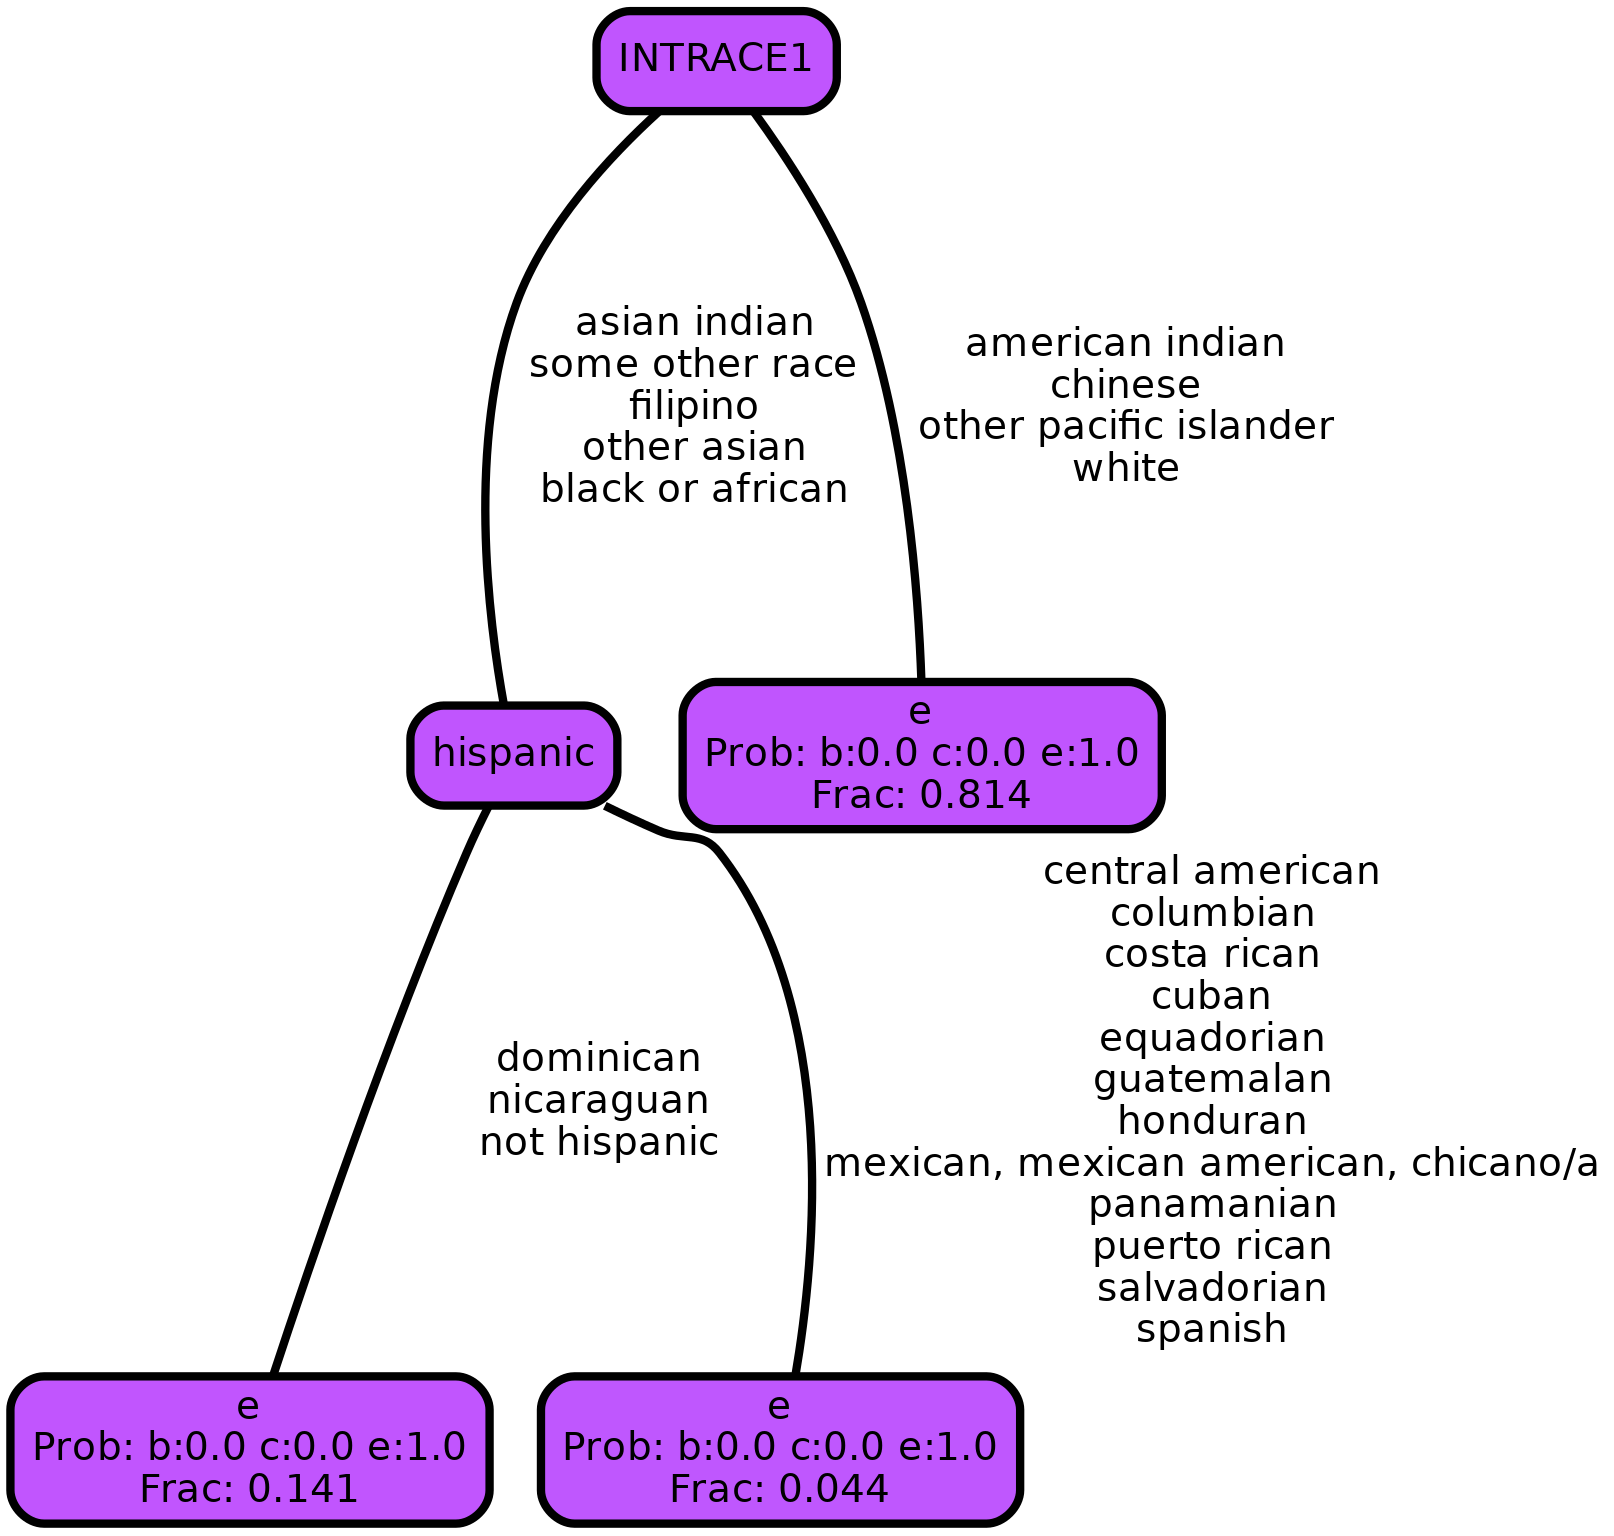 INTRACE1
asian indian
some other race
filipino
other asian
black or african
american indian
chinese
other pacific islander
white
hispanic
e
Prob: b:0.0 c:0.0 e:1.0
Frac: 0.814
dominican
nicaraguan
not hispanic
central american
columbian
costa rican
cuban
equadorian
guatemalan
honduran
mexican, mexican american, chicano/a
panamanian
puerto rican
salvadorian
spanish
e
Prob: b:0.0 c:0.0 e:1.0
Frac: 0.141
e
Prob: b:0.0 c:0.0 e:1.0
Frac: 0.044